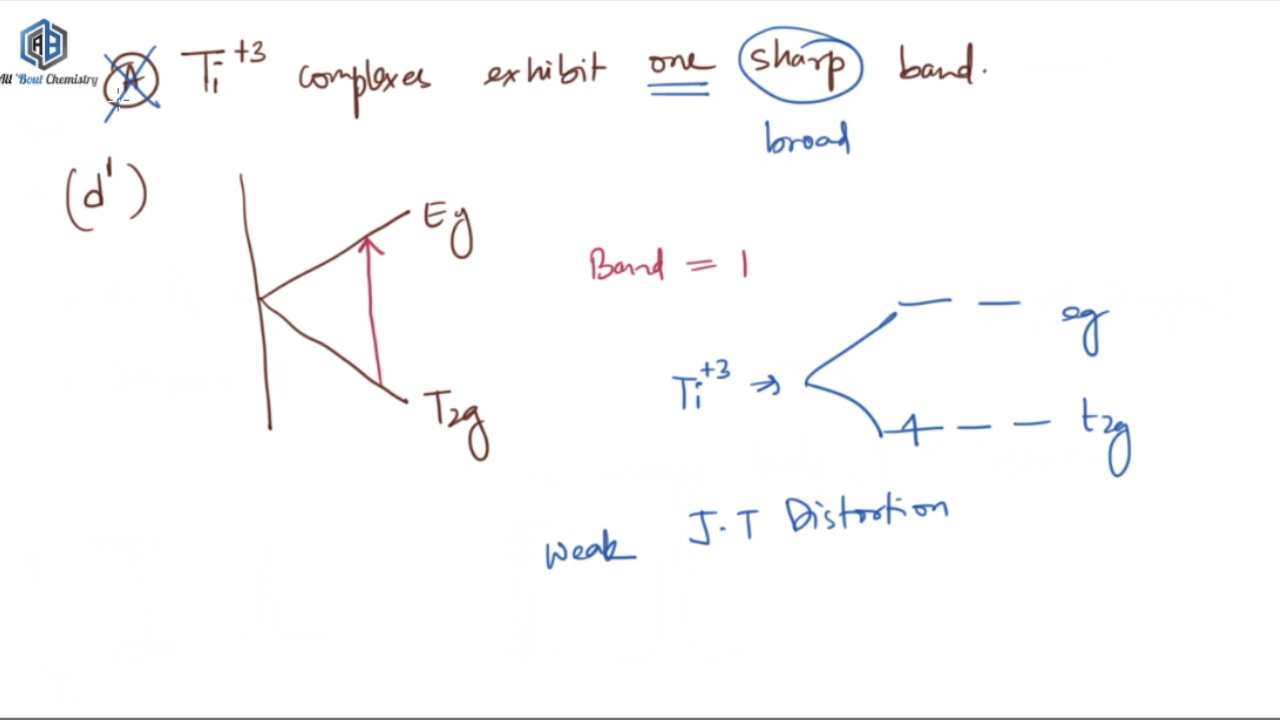 All 'Bout Chemistry
A Ti+3 complexes exhibit one sharp band.
broad
(d¹)
Eg
Band = 1
eg
Ti+3 →
T2g
t2g
J.T Distortion
weak